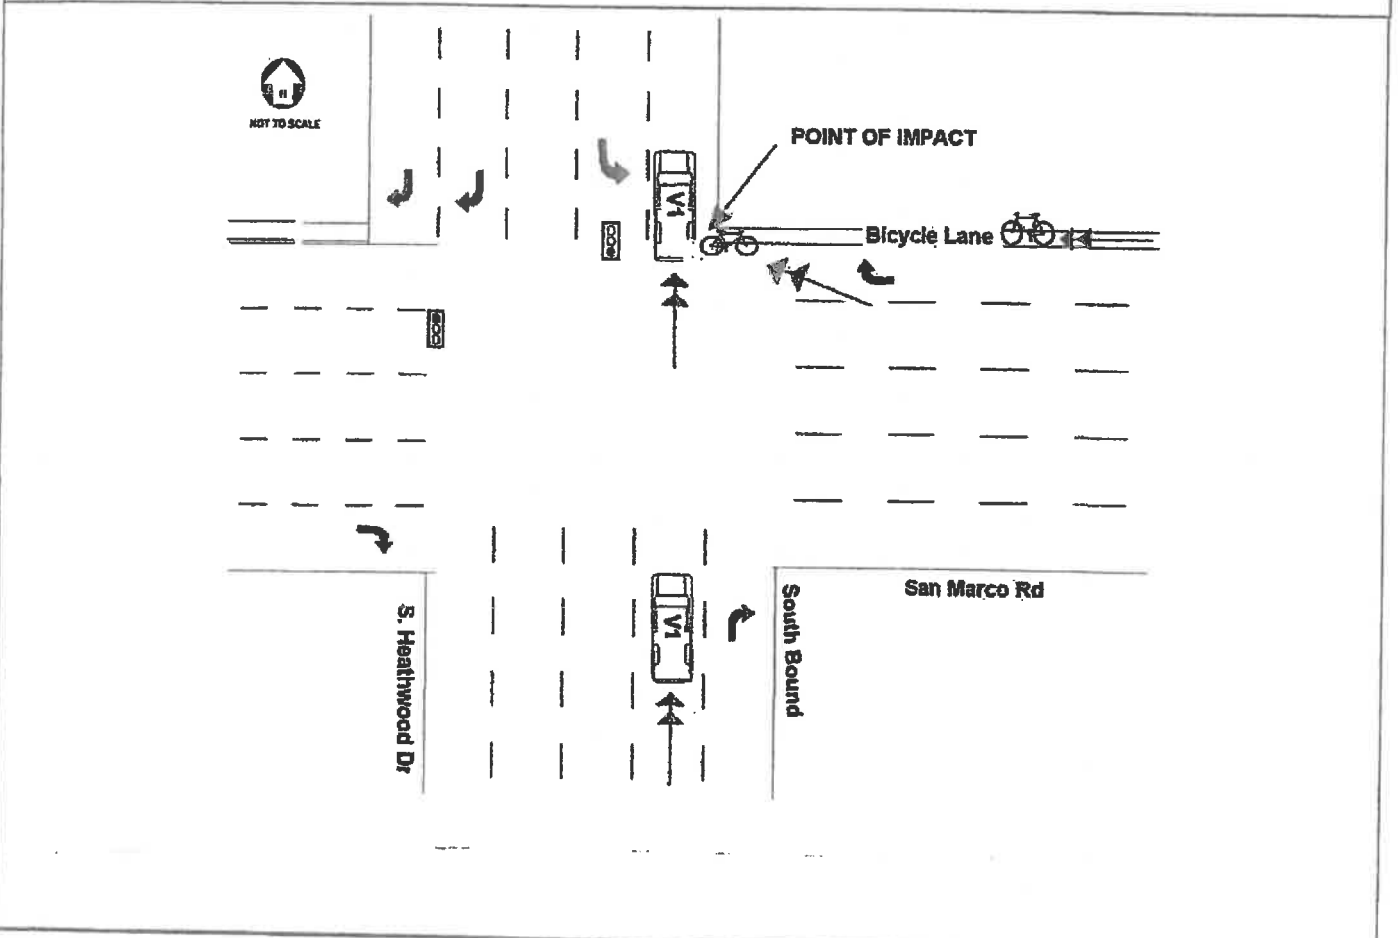 N
NOT TO SCALE
POINT OF IMPACT
V1
Bicycle Lane
V1
San Marco Rd
S. Heathwood Dr
South Bound